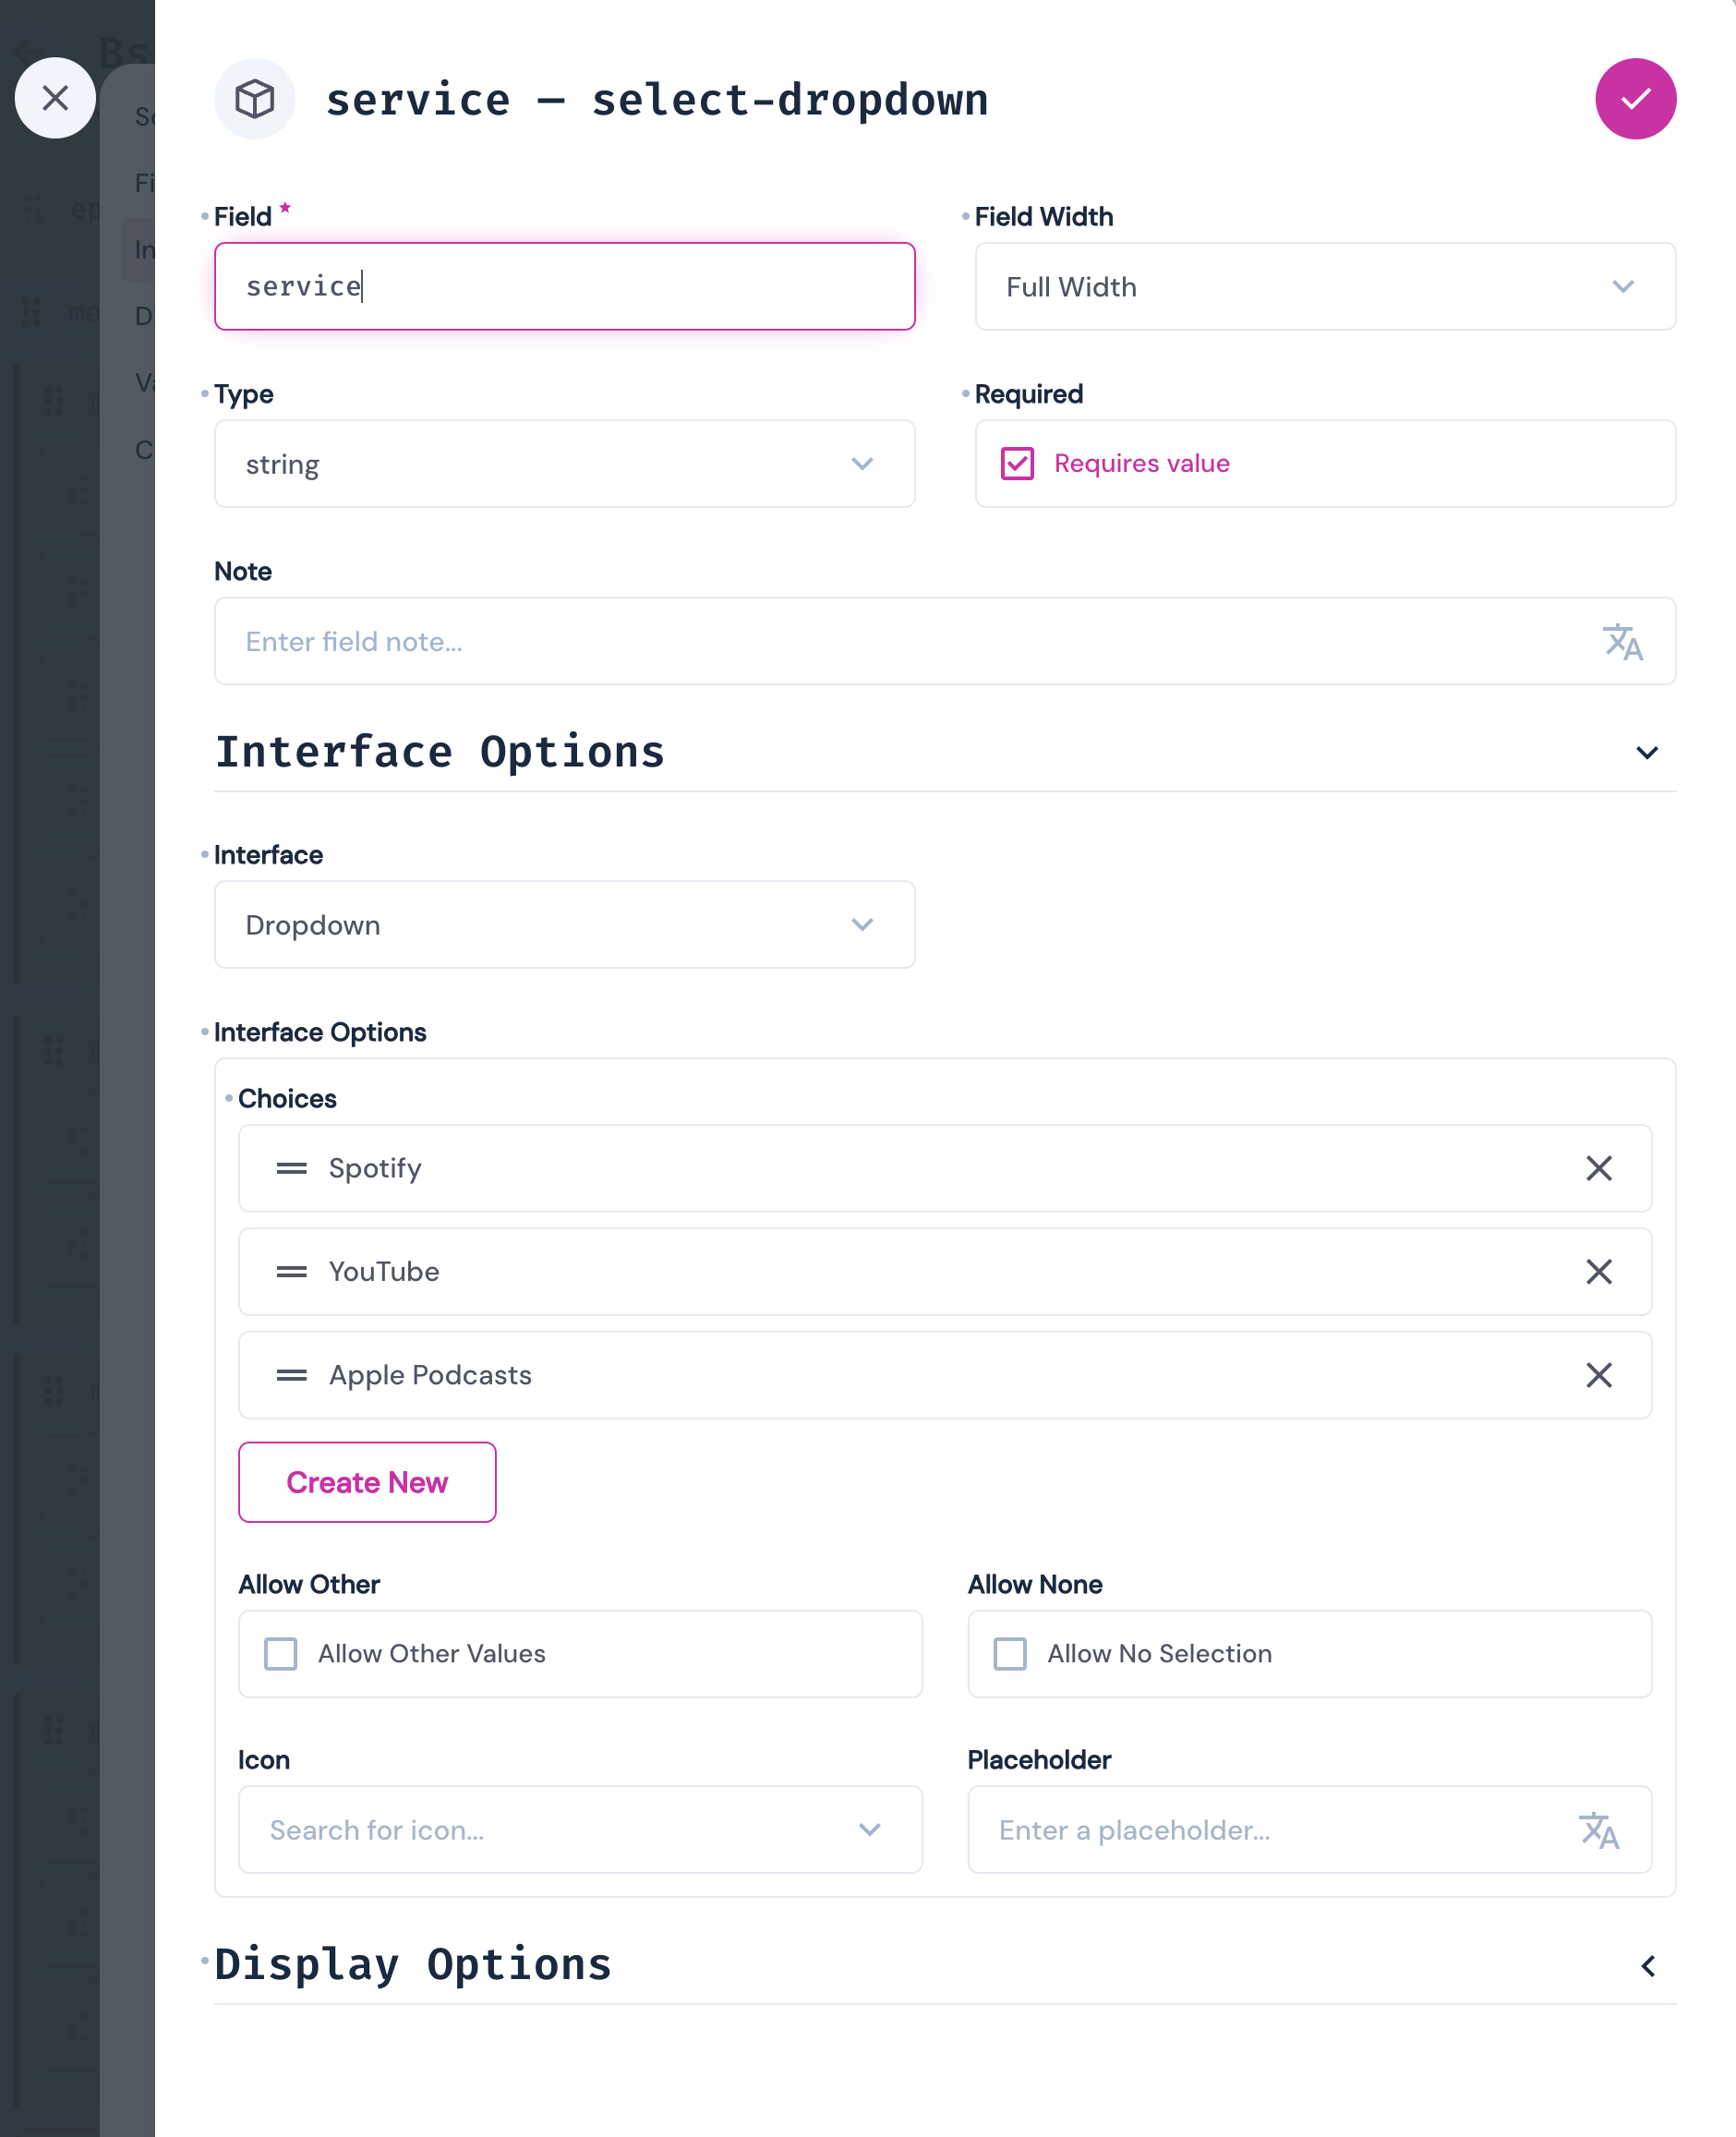 Bs
service — select-dropdown
Field *
Field Width
service
Full Width
Type
Required
string
Requires value
Note
Enter field note...
Interface Options
Interface
Dropdown
Interface Options
Choices
Spotify
YouTube
Apple Podcasts
Create New
Allow Other
Allow None
Allow Other Values
Allow No Selection
Icon
Placeholder
Search for icon...
Enter a placeholder...
Display Options